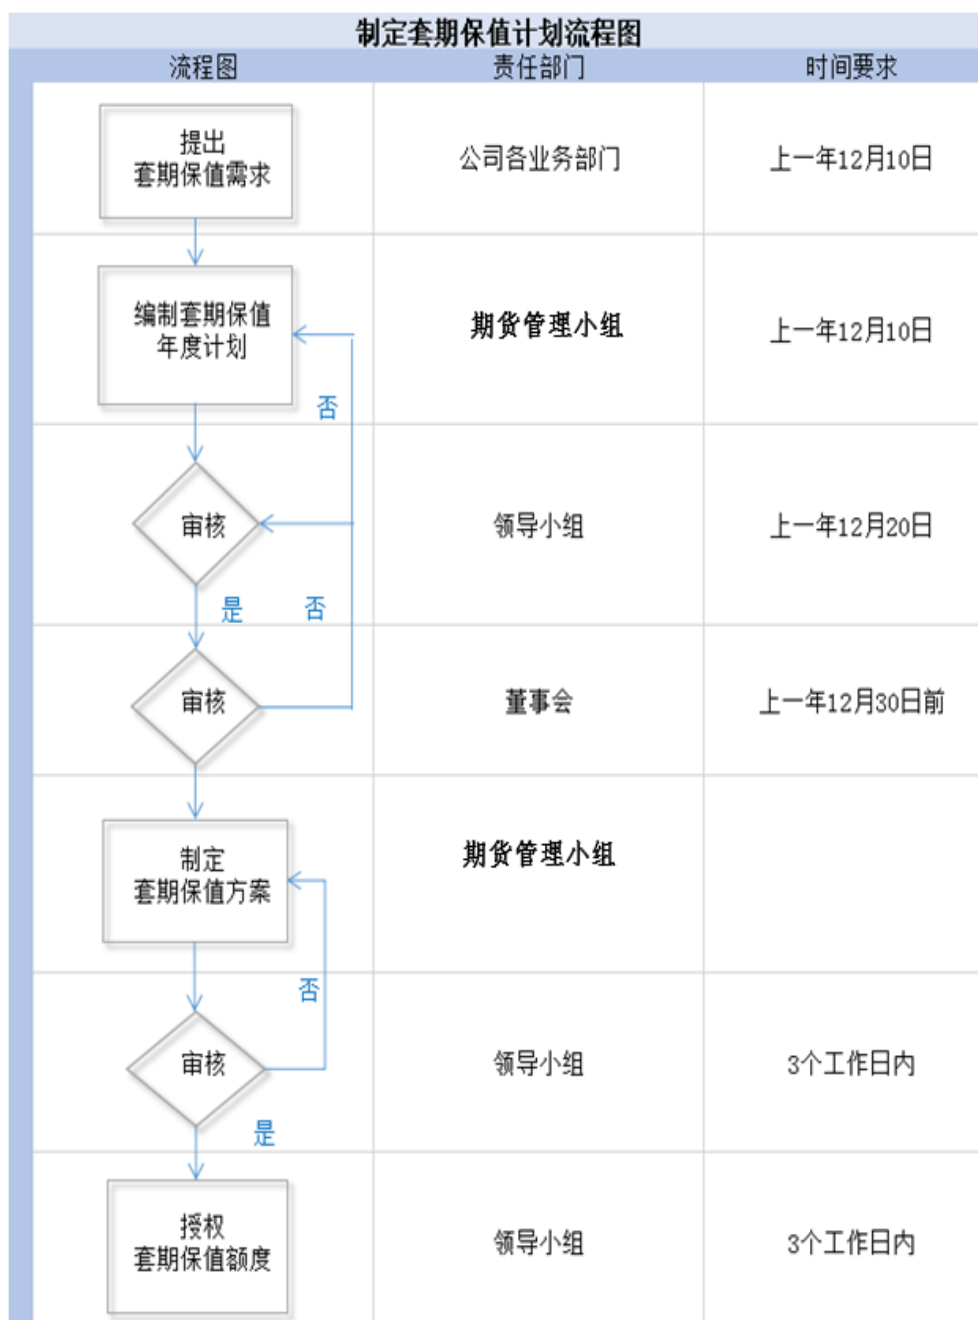 制定套期保值计划流程图
流程图 责任部门 时间要求
提出
套期保值需求
公司各业务部门
上一年12月10日
编制套期保值
年度计划
期货管理小组
上一年12月10日
否
审核
领导小组
上一年12月20日
是 否
审核
董事会
上一年12月30日前
制定
套期保值方案
期货管理小组
否
审核
领导小组
3个工作日内
是
授权
套期保值额度
领导小组
3个工作日内